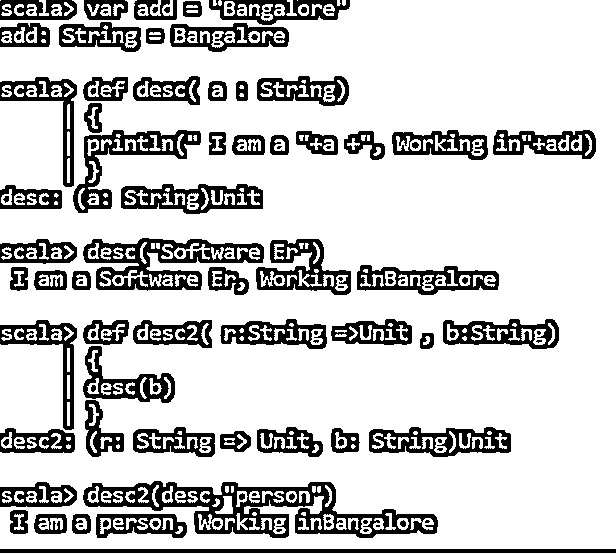 scala> var add = "Bangalore"
add: String = Bangalore
scala> def desc( a : String)
| {
| println(" I am a "+a +", Working in"+add)
| }
desc: (a: String)Unit
scala> desc("Software Er")
I am a Software Er, Working inBangalore
scala> def desc2( r:String =>Unit , b:String)
| {
| desc(b)
| }
desc2: (r: String => Unit, b: String)Unit
scala> desc2(desc,"person")
I am a person, Working inBangalore